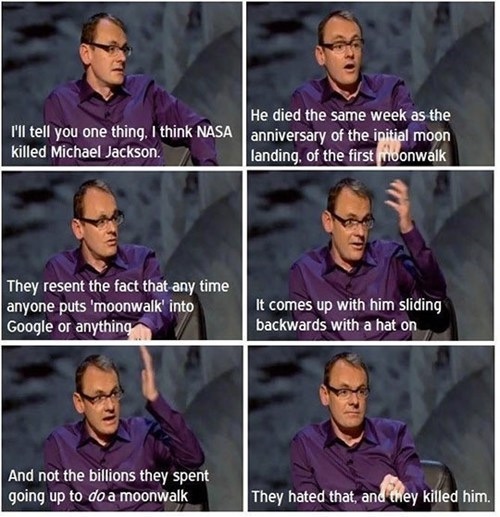 I'll tell you one thing, I think NASA
killed Michael Jackson.
He died the same week as the
anniversary of the initial moon
landing, of the first moonwalk
They resent the fact that any time
anyone puts 'moonwalk' into
Google or anything
It comes up with him sliding
backwards with a hat on
And not the billions they spent
going up to do a moonwalk
They hated that, and they killed him.